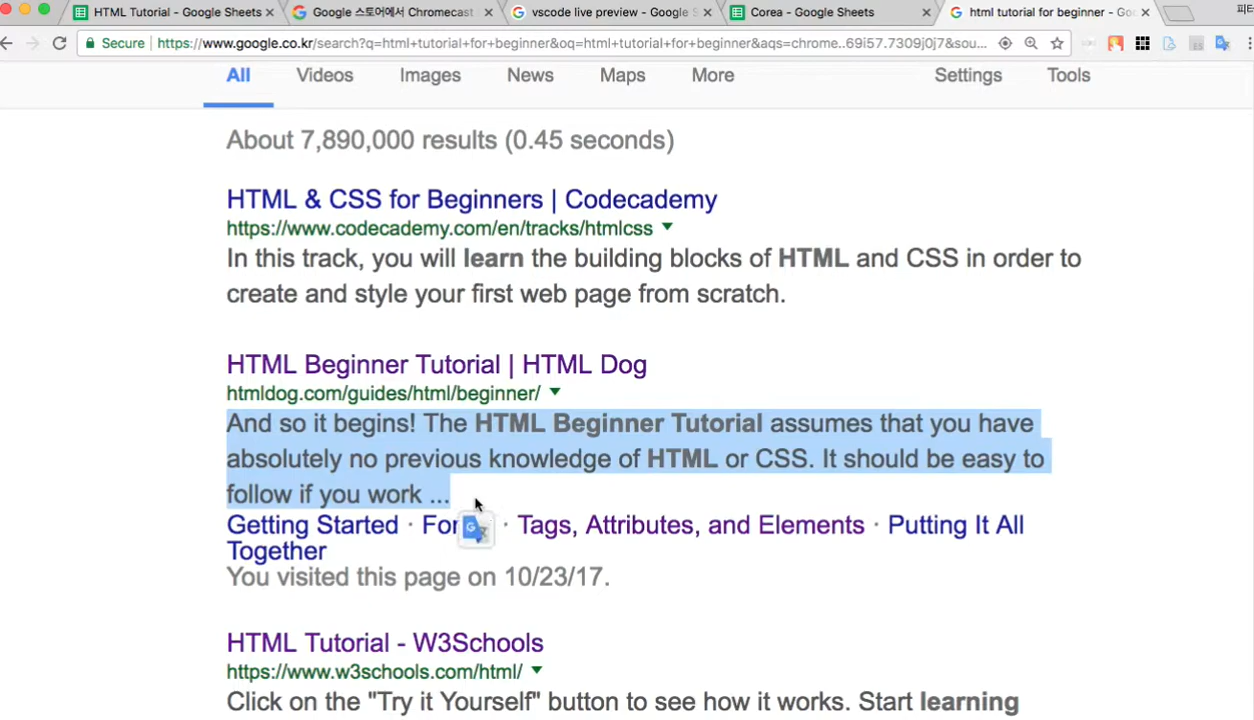 HTML Tutorial - Google Sheets
Google 스토어에서 Chromecast
vscode live preview - Google S
Corea - Google Sheets
html tutorial for beginner - Goo
피터
Secure
https://www.google.co.kr/search?q=html+tutorial+for+beginner&oq=html+tutorial+for+beginner&aqs=chrome..69i57.7309j0j7&sou...
All Videos Images News Maps More Settings Tools
About 7,890,000 results (0.45 seconds)
HTML & CSS for Beginners | Codecademy
https://www.codecademy.com/en/tracks/htmlcss
In this track, you will learn the building blocks of HTML and CSS in order to
create and style your first web page from scratch.
HTML Beginner Tutorial | HTML Dog
htmldog.com/guides/html/beginner/
And so it begins! The HTML Beginner Tutorial assumes that you have
absolutely no previous knowledge of HTML or CSS. It should be easy to
follow if you work ...
Getting Started · For · Tags, Attributes, and Elements · Putting It All
Together
You visited this page on 10/23/17.
HTML Tutorial - W3Schools
https://www.w3schools.com/html/
Click on the "Try it Yourself" button to see how it works. Start learning